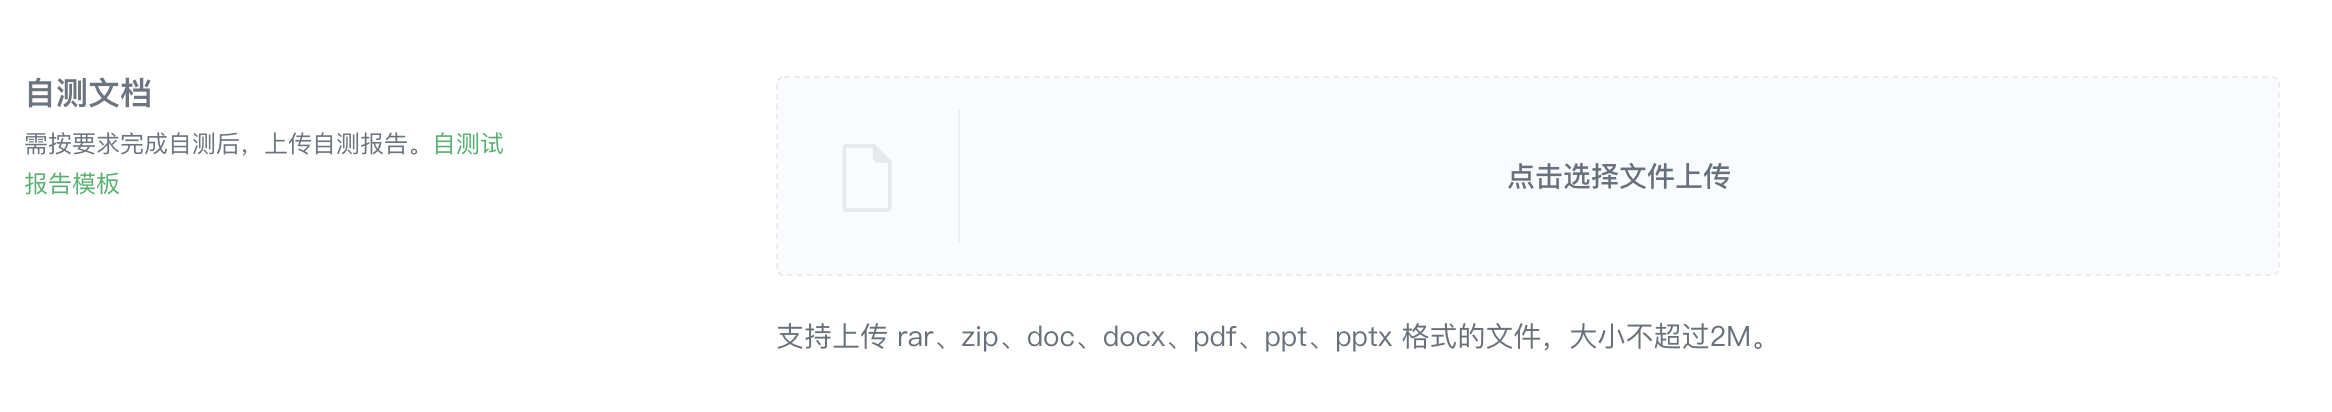 自测文档
需按要求完成自测后，上传自测报告。自测试
报告模板
点击选择文件上传
支持上传 rar、zip、doc、docx、pdf、ppt、pptx 格式的文件，大小不超过2M。